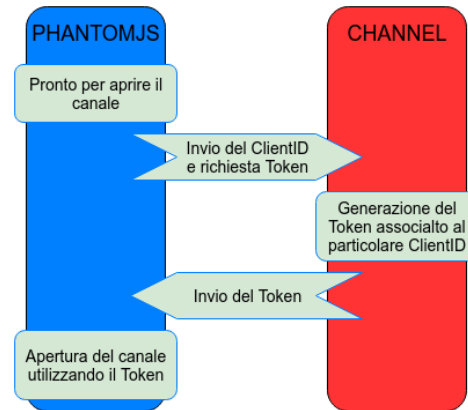 PHANTOMJS
CHANNEL
Pronto per aprire il
canale
Invio del ClientID
e richiesta Token
Generazione del
Token associalto al
particolare ClientID
Invio del Token
Apertura del canale
utilizzando il Token